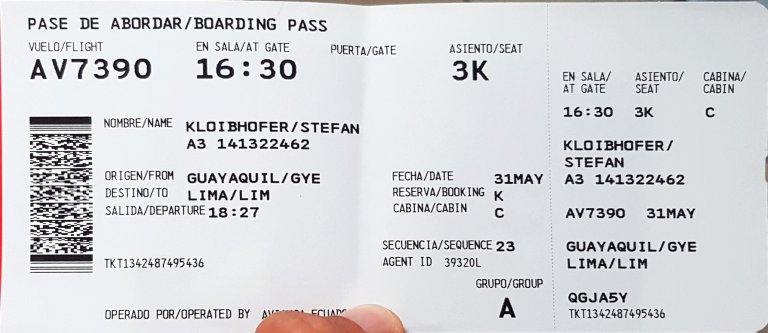 PASE DE ABORDAR/BOARDING PASS
VUELO/FLIGHT EN SALA/AT GATE PUERTA/GATE ASIENTO/SEAT
AV7390 16:30 3K
NOMBRE/NAME KLOIBHOFER/STEFAN
A3 141322462
ORIGEN/FROM GUAYAQUIL/GYE FECHA/DATE 31MAY
DESTINO/TO LIMA/LIM RESERVA/BOOKING K
SALIDA/DEPARTURE 18:27 CABINA/CABIN C
SECUENCIA/SEQUENCE 23
TKT1342487495436 AGENT ID 39320L
GRUPO/GROUP
A
OPERADO POR/OPERATED BY
EN SALA/ ASIENTO/ CABINA/
AT GATE SEAT CABIN
16:30 3K C
KLOIBHOFER/
STEFAN
A3 141322462
AV7390 31MAY
GUAYAQUIL/GYE
LIMA/LIM
QGJA5Y
TKT1342487495436